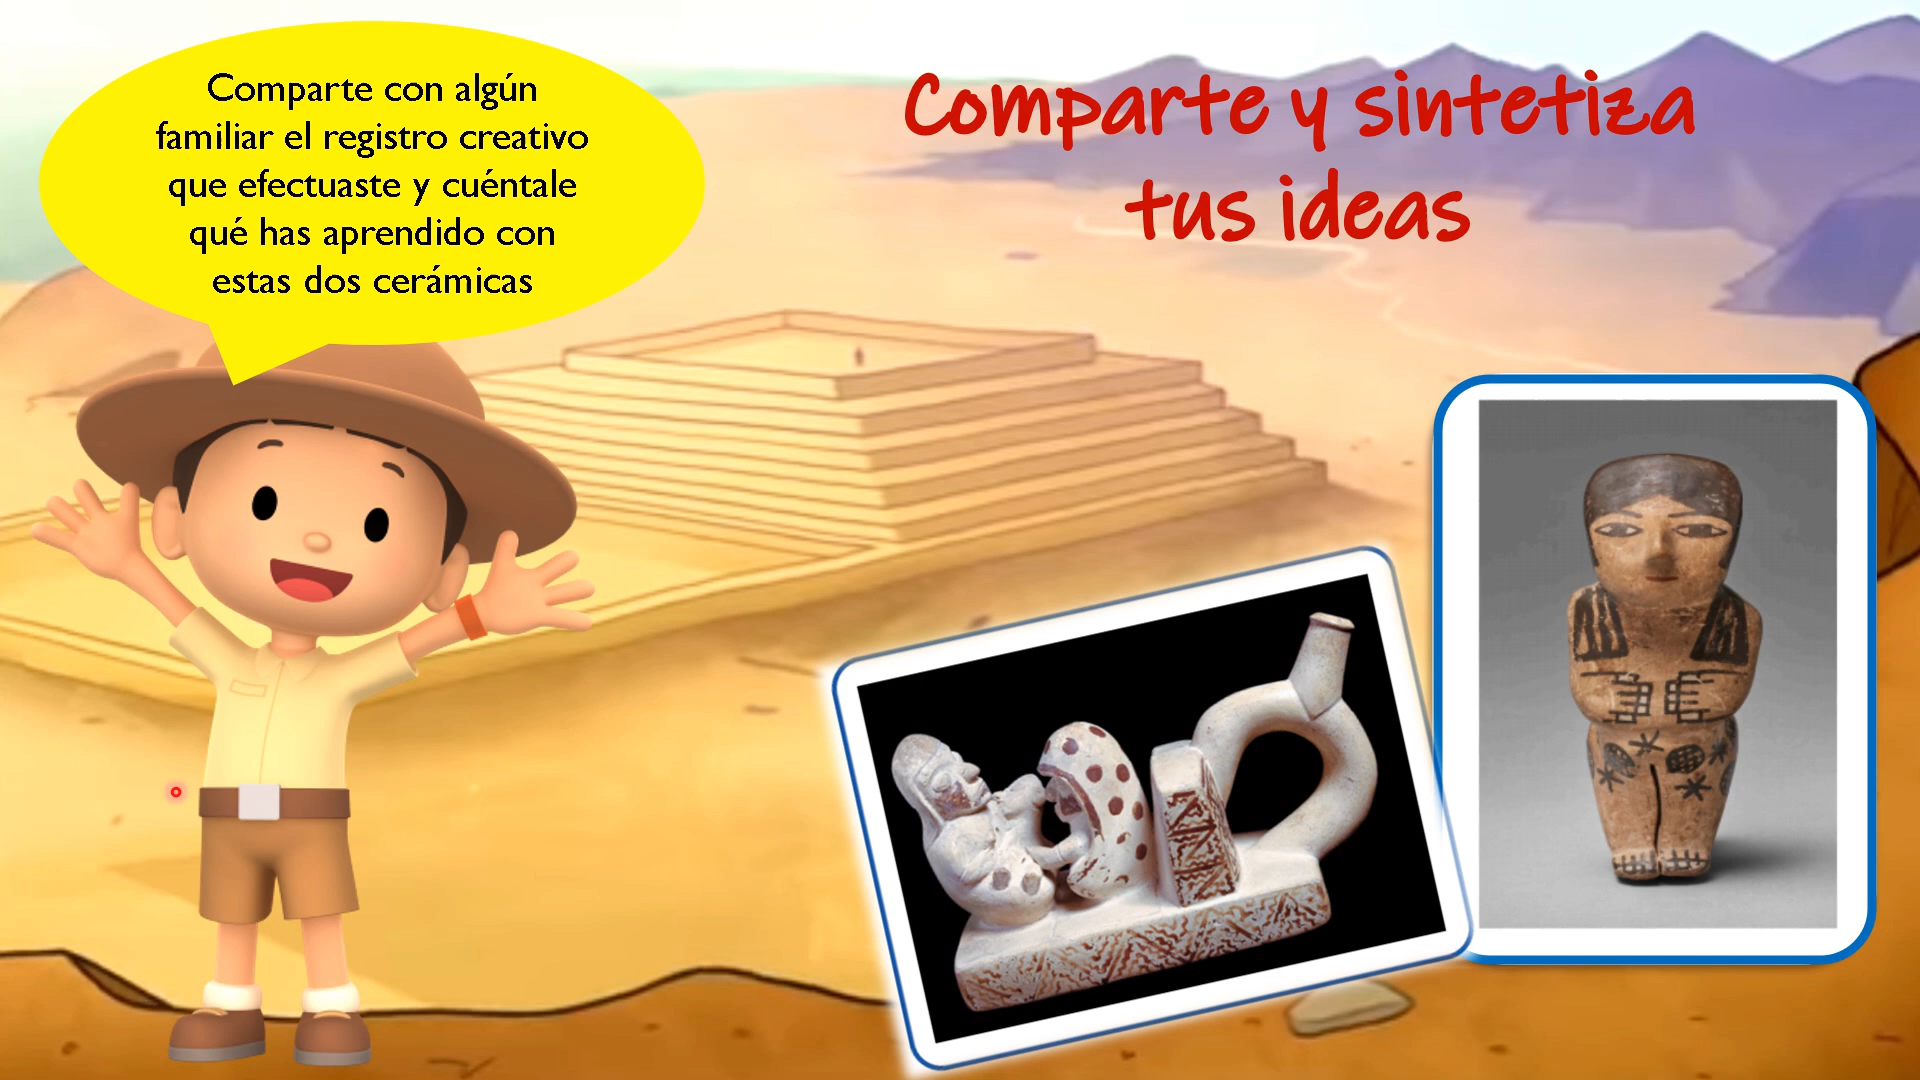 Comparte con algún
familiar el registro creativo
que efectuaste y cuéntale
qué has aprendido con
estas dos cerámicas
Comparte y sintetiza
tus ideas